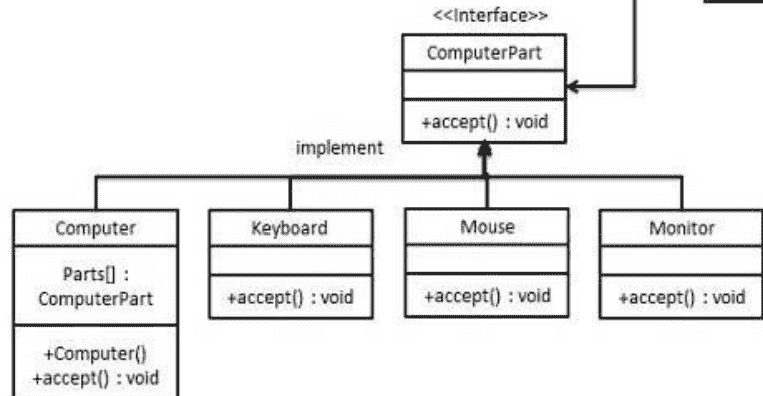 <<Interface>>
ComputerPart
+accept() : void
implement
Computer
Parts[] :
ComputerPart
+Computer()
+accept() : void
Keyboard
+accept() : void
Mouse
+accept() : void
Monitor
+accept() : void